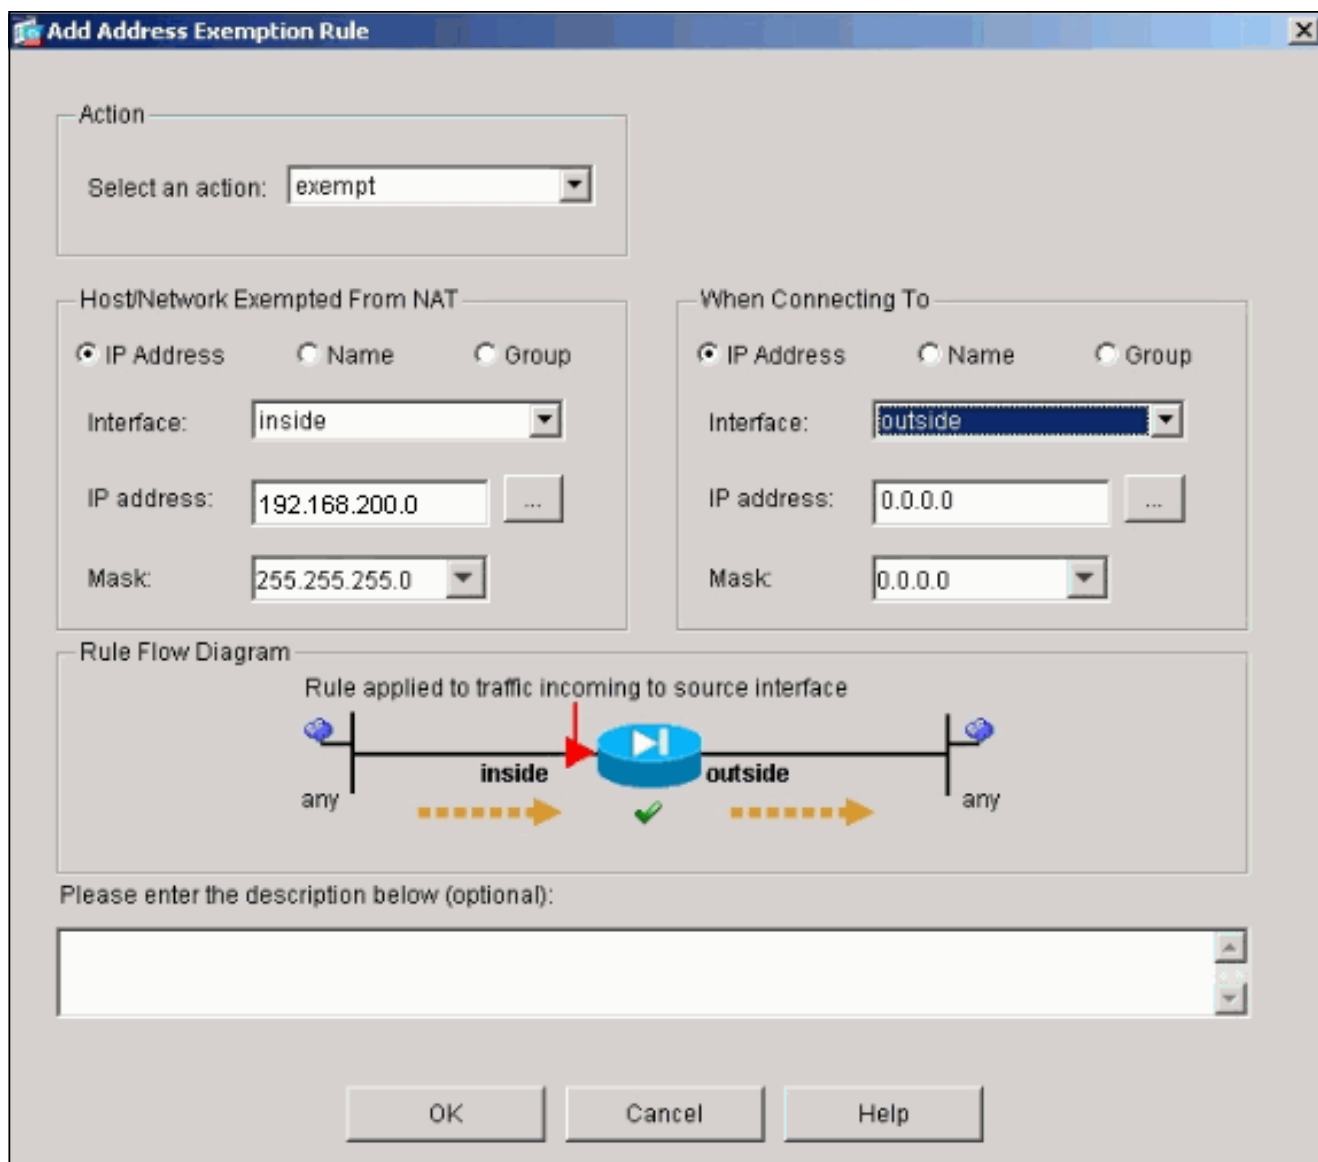 Add Address Exemption Rule
Action
Select an action: exempt
Host/Network Exempted From NAT
IP Address Name Group
Interface: inside
IP address: 192.168.200.0 ...
Mask: 255.255.255.0
When Connecting To
IP Address Name Group
Interface: outside
IP address: 0.0.0.0 ...
Mask: 0.0.0.0
Rule Flow Diagram
Rule applied to traffic incoming to source interface
inside outside
any any
Please enter the description below (optional):
OK Cancel Help